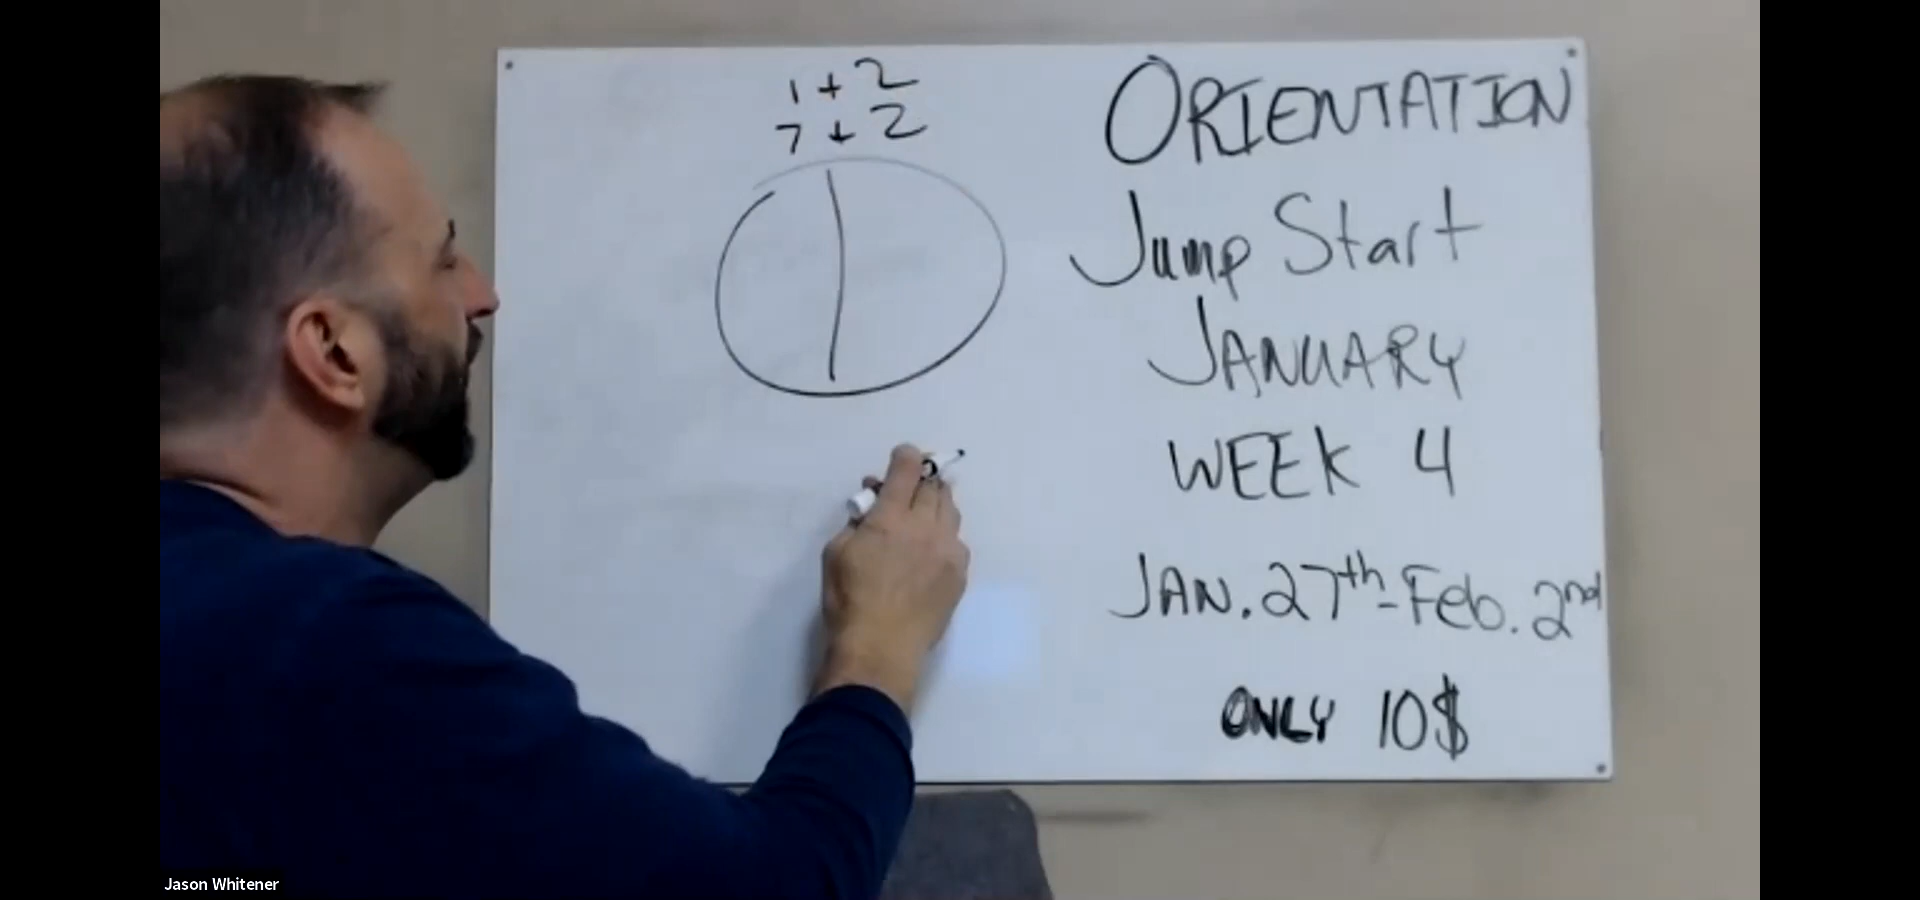 1 + 2
7 + 2
ORIENTATION
Jump Start
JANUARY
WEEK 4
JAN. 27th - Feb. 2nd
ONLY 10$
Jason Whitener